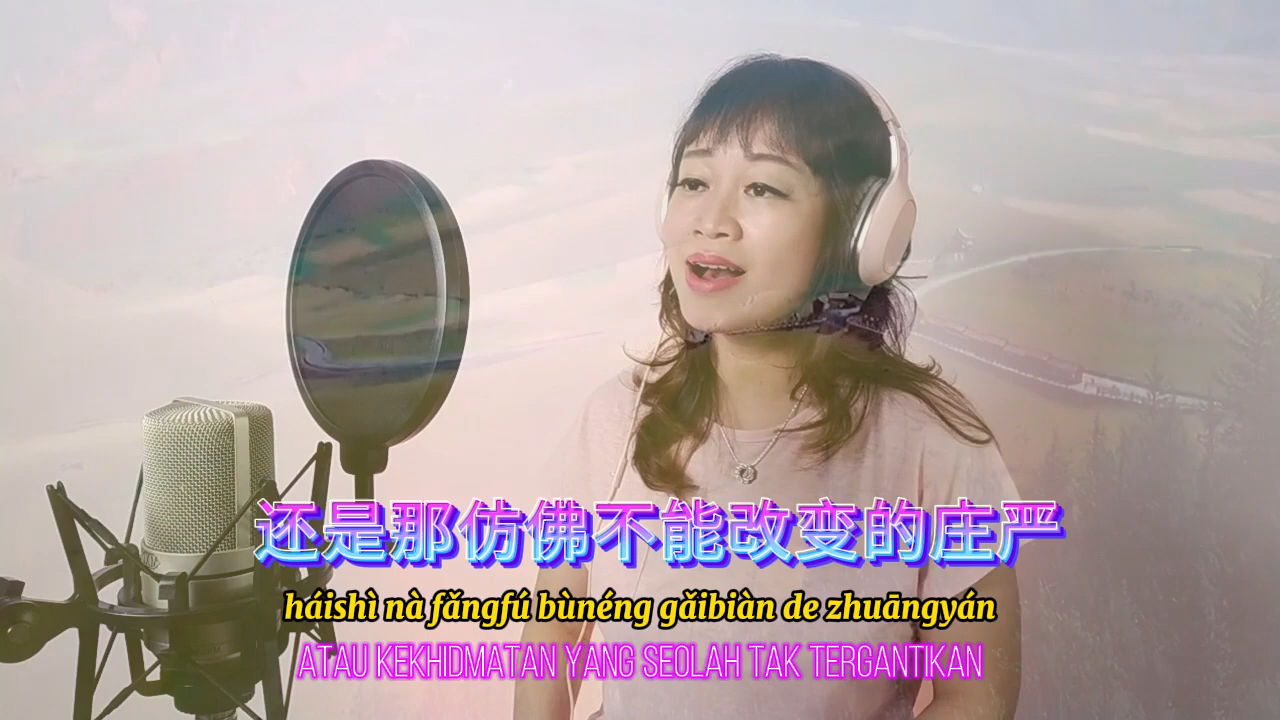 还是那仿佛不能改变的庄严
háishì nà fǎngfú bùnéng gǎibiàn de zhuāngyán
ATAU KEKHIDMATAN YANG SEOLAH TAK TERGANTIKAN